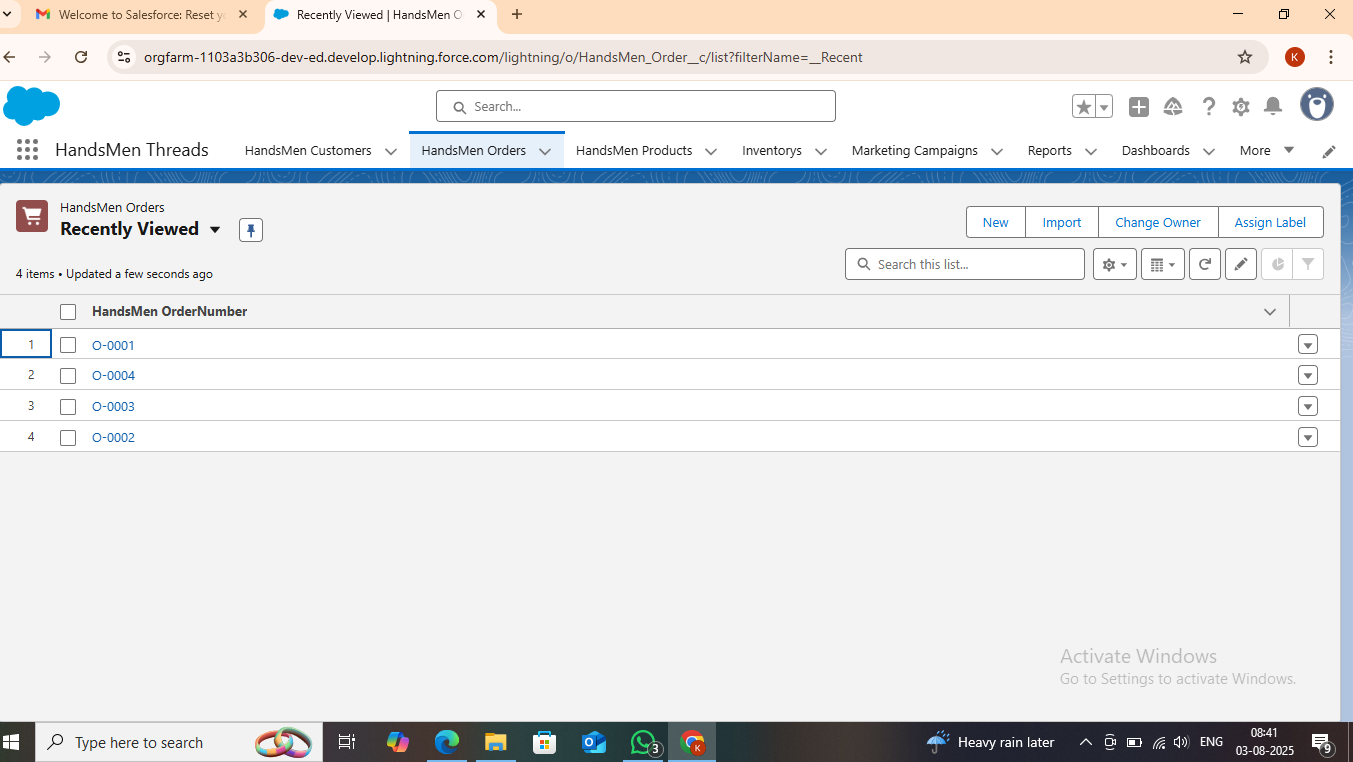 Welcome to Salesforce: Reset yo
Recently Viewed | HandsMen O
orgfarm-1103a3b306-dev-ed.develop.lightning.force.com/lightning/o/HandsMen_Order__c/list?filterName=__Recent
K
Search...
HandsMen Threads
HandsMen Customers
HandsMen Orders
HandsMen Products
Inventorys
Marketing Campaigns
Reports
Dashboards
More
HandsMen Orders
Recently Viewed
New
Import
Change Owner
Assign Label
4 items • Updated a few seconds ago
Search this list...
HandsMen OrderNumber
1 O-0001
2 O-0004
3 O-0003
4 O-0002
Activate Windows
Go to Settings to activate Windows.
Type here to search
3
K
Heavy rain later
ENG
08:41
03-08-2025
9